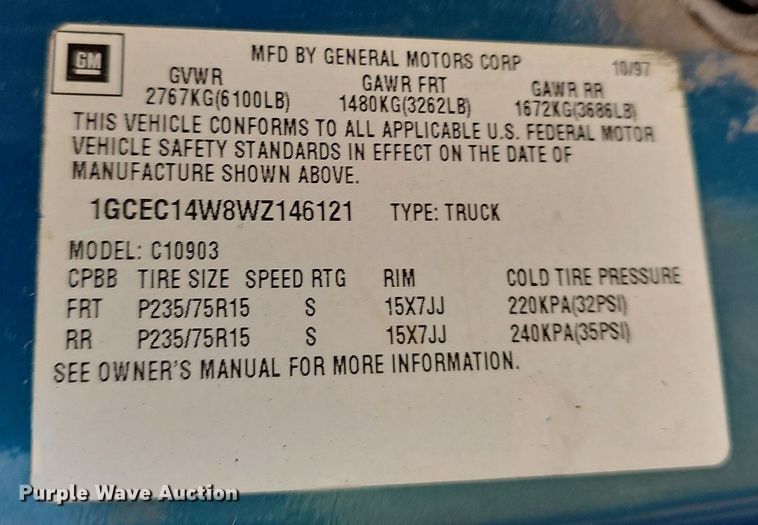 GM
MFD BY GENERAL MOTORS CORP 10/97
GVWR GAWR FRT GAWR RR
2767KG(6100LB) 1480KG(3262LB) 1672KG(3686LB)
THIS VEHICLE CONFORMS TO ALL APPLICABLE U.S. FEDERAL MOTOR
VEHICLE SAFETY STANDARDS IN EFFECT ON THE DATE OF
MANUFACTURE SHOWN ABOVE.
1GCEC14W8WZ146121 TYPE: TRUCK
MODEL: C10903
CPBB TIRE SIZE SPEED RTG RIM COLD TIRE PRESSURE
FRT P235/75R15 S 15X7JJ 220KPA(32PSI)
RR P235/75R15 S 15X7JJ 240KPA(35PSI)
SEE OWNER'S MANUAL FOR MORE INFORMATION.
Purple Wave Auction